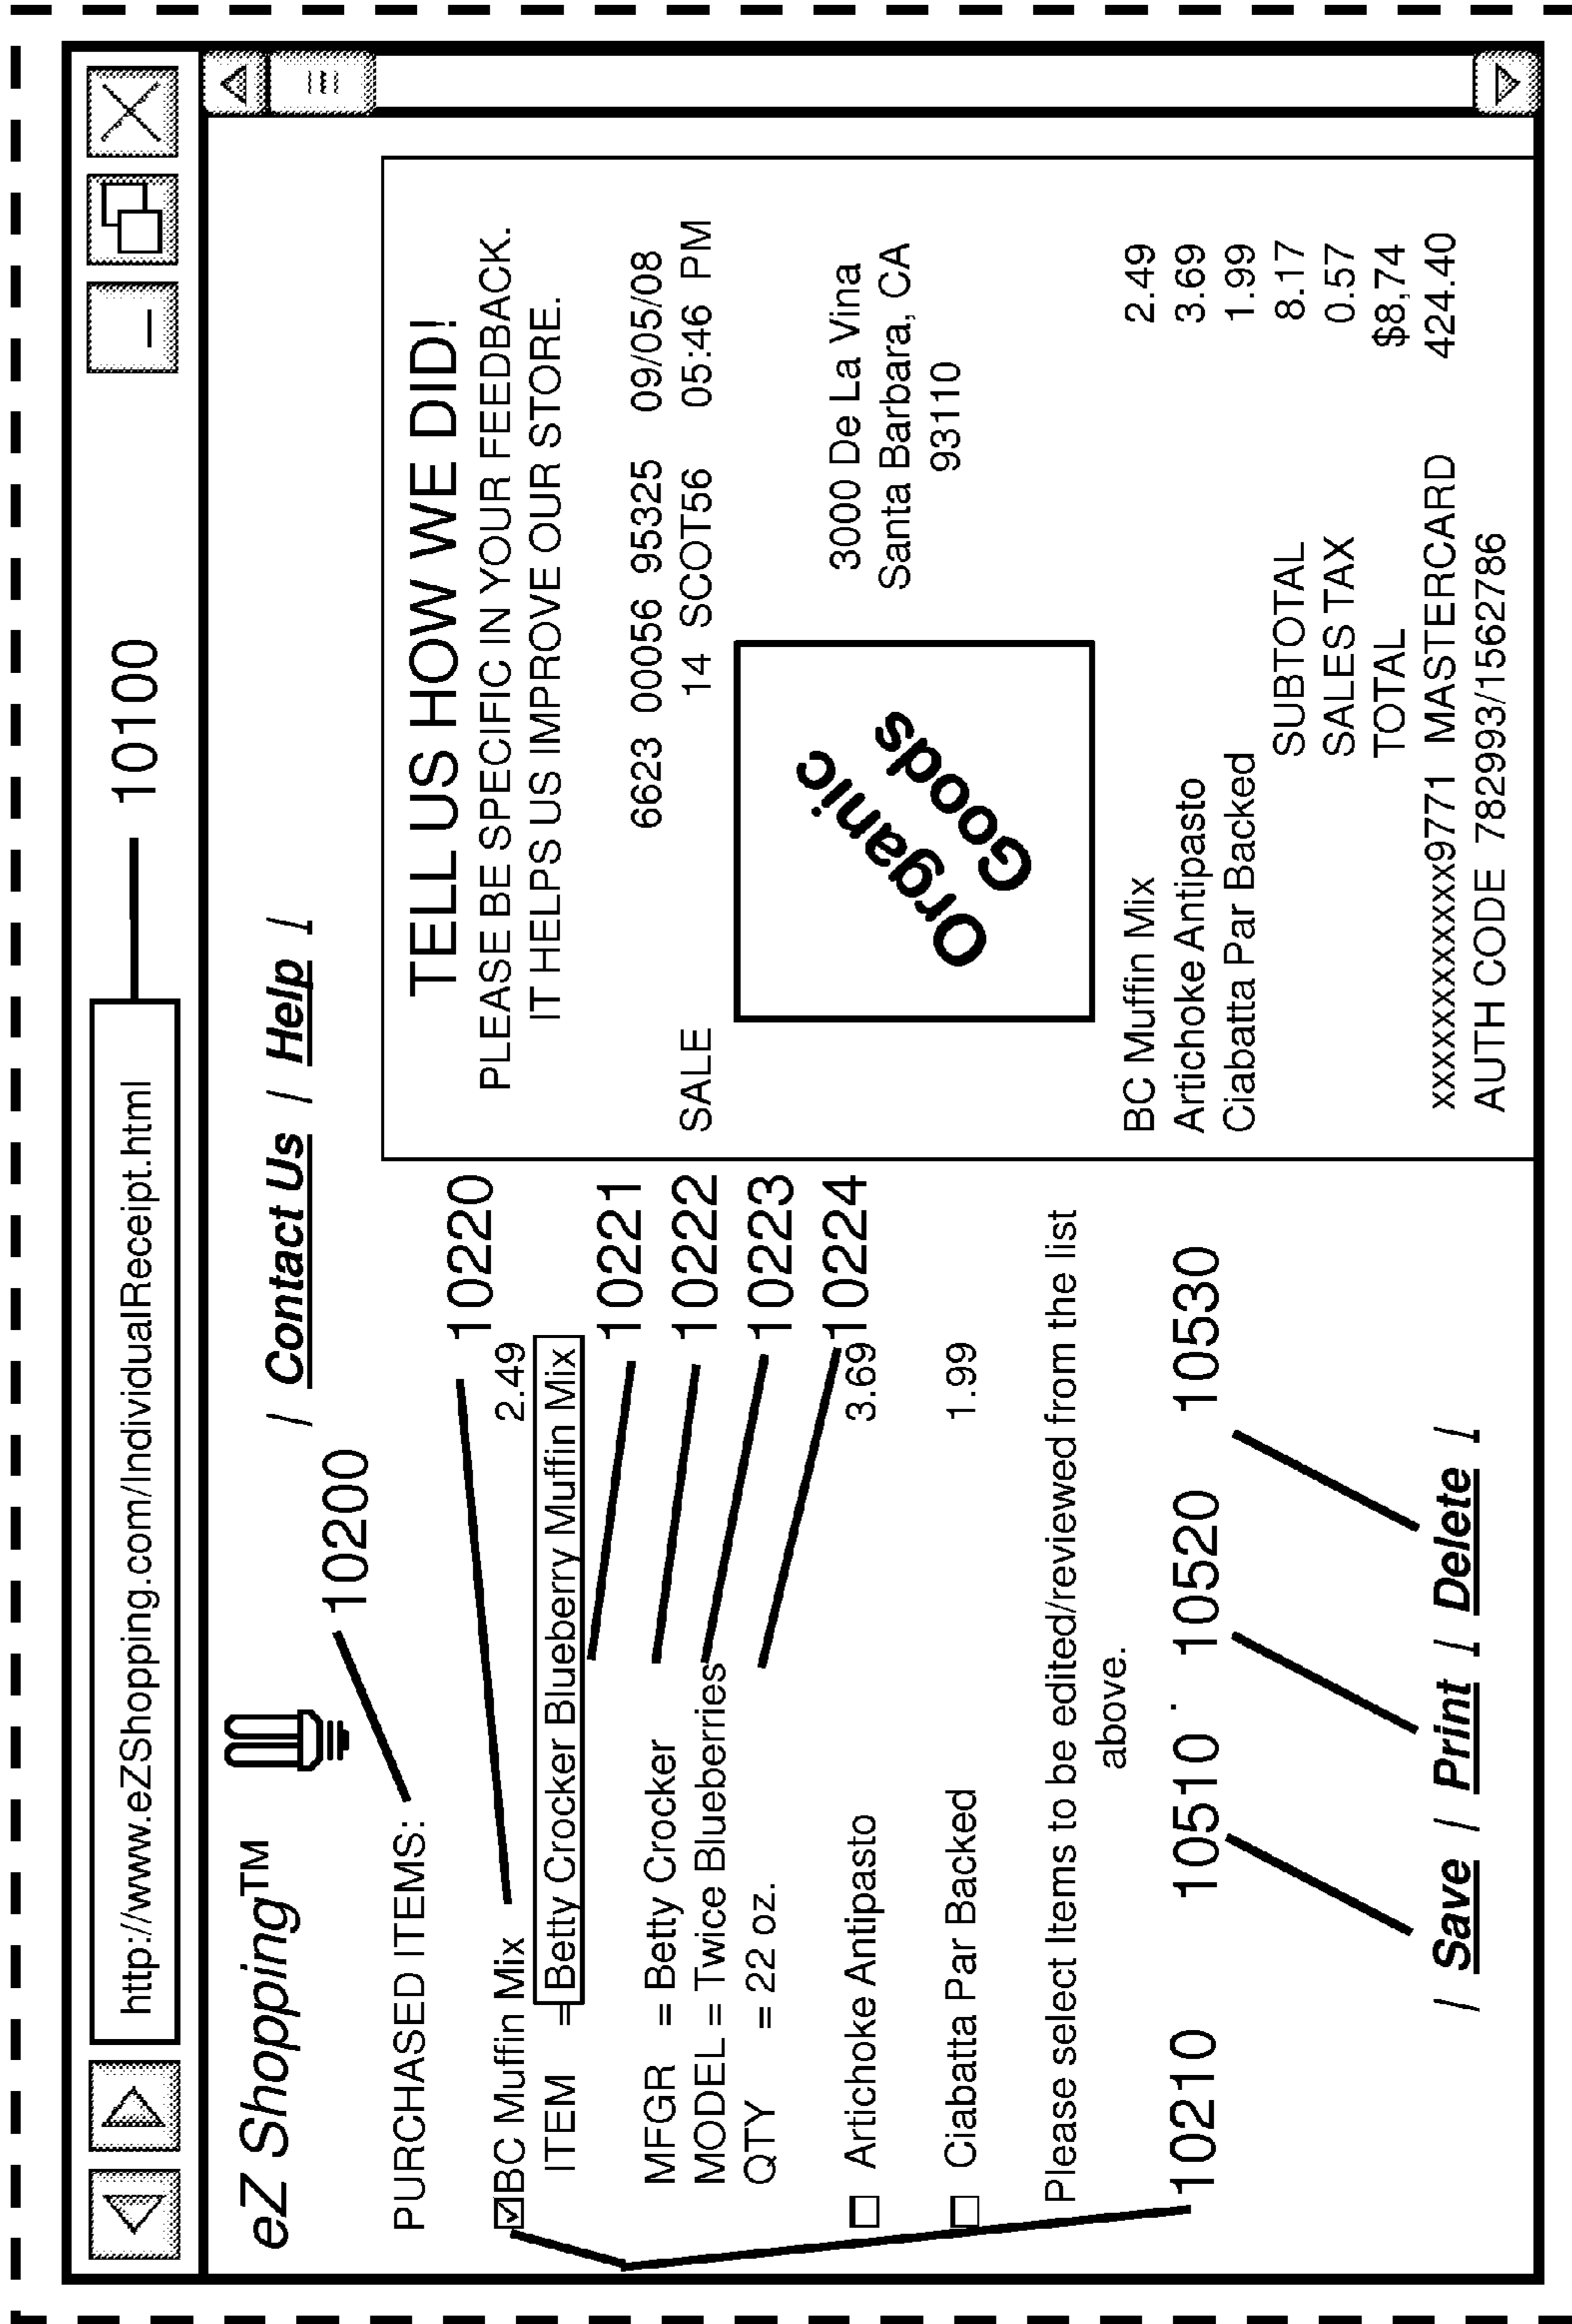 http://www.eZShopping.com/IndividualReceipt.html 10100
eZ Shopping™ / Contact Us / Help /
10200
PURCHASED ITEMS:
10220
BC Muffin Mix 2.49
ITEM = Betty Crocker Blueberry Muffin Mix
10221
MFGR = Betty Crocker
10222
MODEL = Twice Blueberries
10223
QTY = 22 oz.
10224
Artichoke Antipasto 3.69
Ciabatta Par Backed 1.99
Please select Items to be edited/reviewed from the list
above.
10210 10510 10520 10530
/ Save / Print / Delete /
TELL US HOW WE DID!
PLEASE BE SPECIFIC IN YOUR FEEDBACK.
IT HELPS US IMPROVE OUR STORE.
6623 00056 95325 09/05/08
SALE 14 SCOT56 05:46 PM
Organic
Goods
3000 De La Vina
Santa Barbara, CA
93110
BC Muffin Mix 2.49
Artichoke Antipasto 3.69
Ciabatta Par Backed 1.99
SUBTOTAL 8.17
SALES TAX 0.57
TOTAL $8,74
xxxxxxxxxxxx9771 MASTERCARD 424.40
AUTH CODE 782993/1562786